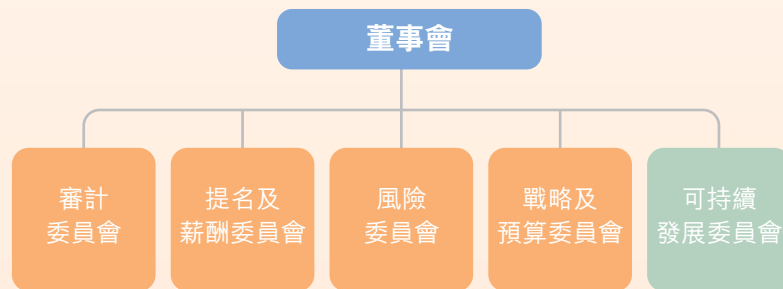 董事會
審計
委員會
提名及
薪酬委員會
風險
委員會
戰略及
預算委員會
可持續
發展委員會